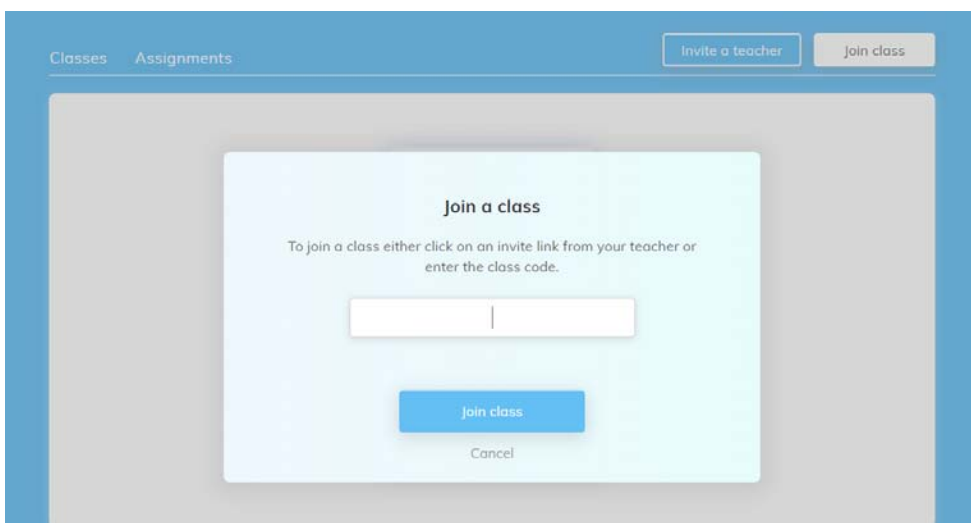 Classes Assignments Invite a teacher Join class
Join a class
To join a class either click on an invite link from your teacher or
enter the class code.
Join class
Cancel